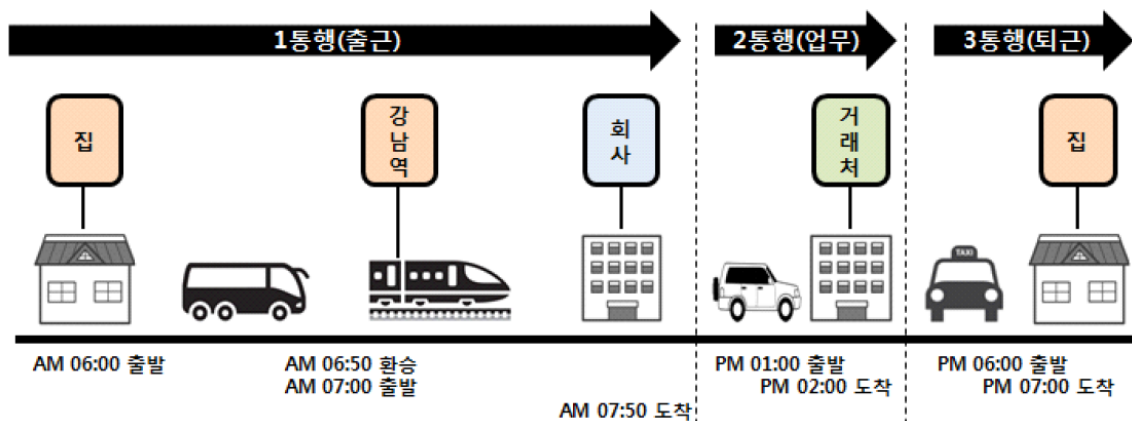 1통행(출근)
2통행(업무)
3통행(퇴근)
집
강남역
회사
거래처
집
TAXI
AM 06:00 출발
AM 06:50 환승
AM 07:00 출발
AM 07:50 도착
PM 01:00 출발
PM 02:00 도착
PM 06:00 출발
PM 07:00 도착